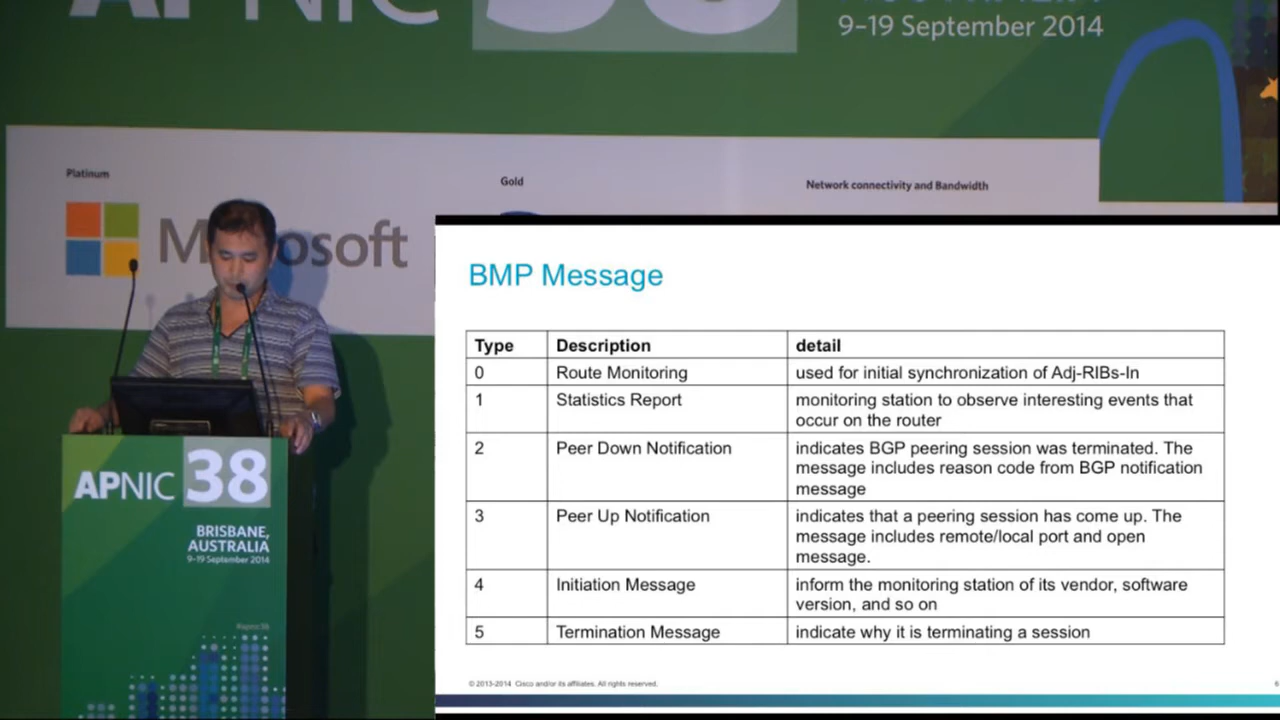 APNIC 38
9–19 September 2014
Platinum
Gold
Network connectivity and Bandwidth
Microsoft
BMP Message
Type Description detail
0 Route Monitoring used for initial synchronization of Adj-RIBs-In
1 Statistics Report monitoring station to observe interesting events that
occur on the router
2 Peer Down Notification indicates BGP peering session was terminated. The
message includes reason code from BGP notification
message
3 Peer Up Notification indicates that a peering session has come up. The
message includes remote/local port and open
message.
4 Initiation Message inform the monitoring station of its vendor, software
version, and so on
5 Termination Message indicate why it is terminating a session
© 2013-2014 Cisco and/or its affiliates. All rights reserved. 6
APNIC 38
BRISBANE,
AUSTRALIA
9-19 September 2014
#apnic38